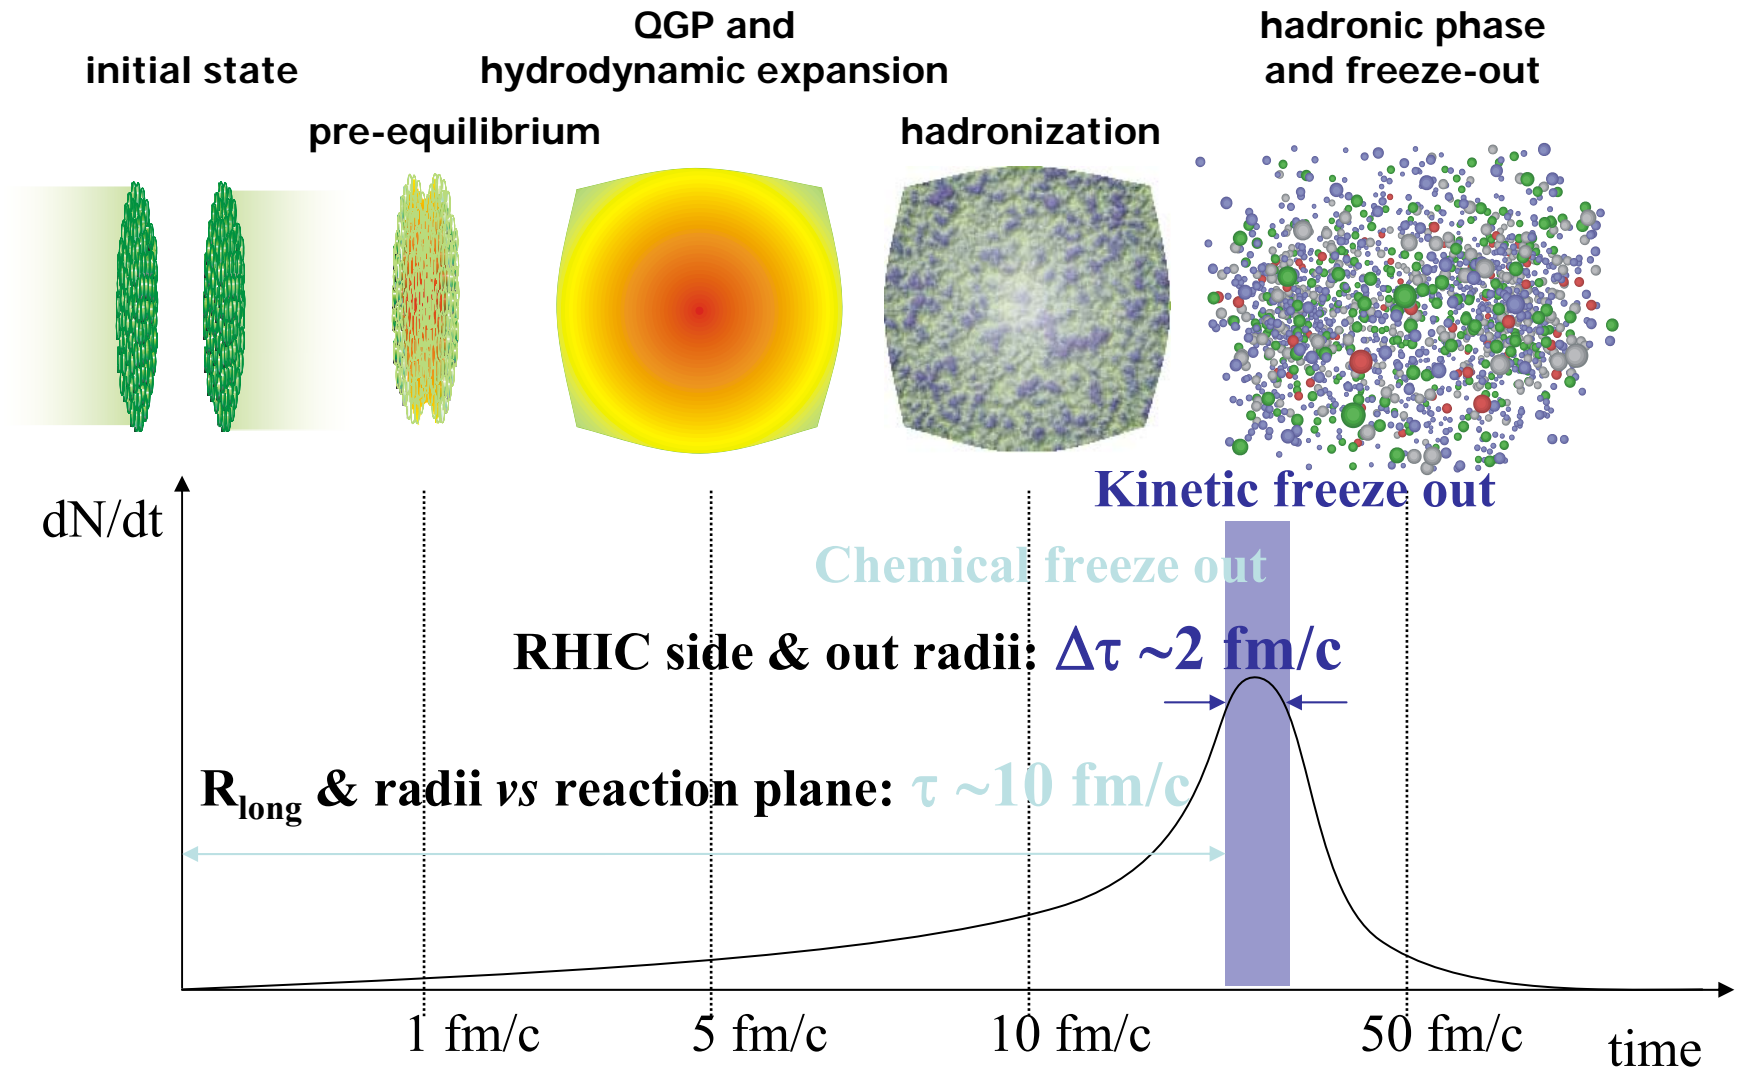 initial state
pre-equilibrium
QGP and
hydrodynamic expansion
hadronization
hadronic phase
and freeze-out
dN/dt
Kinetic freeze out
Chemical freeze out
RHIC side & out radii: Δτ ~2 fm/c
Rlong & radii vs reaction plane: τ ~10 fm/c
1 fm/c 5 fm/c 10 fm/c 50 fm/c
time